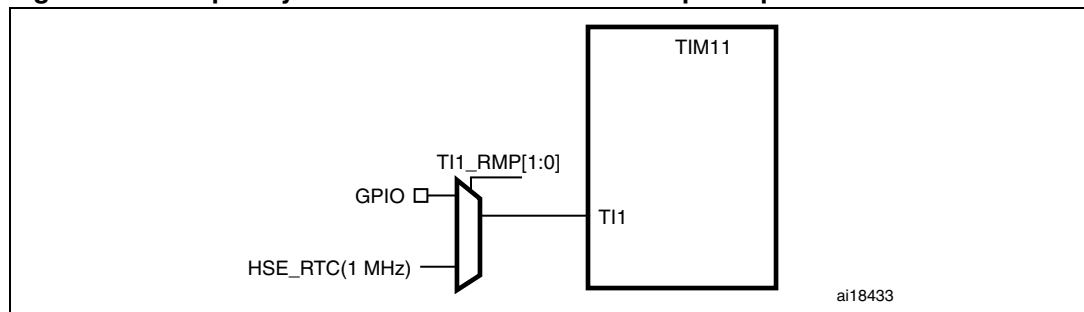 TIM11
TI1_RMP[1:0]
GPIO
TI1
HSE_RTC(1 MHz)
ai18433